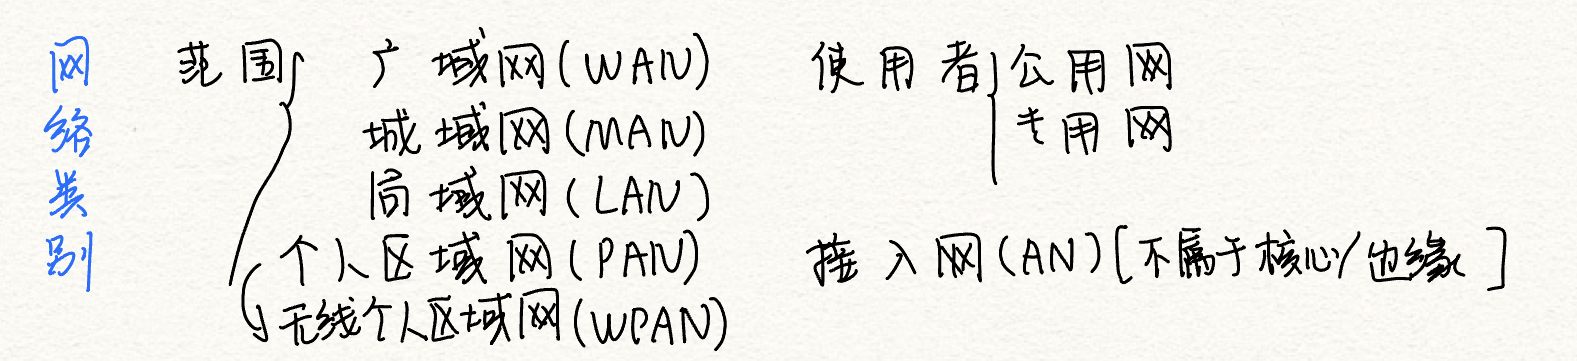 网络类别
范围
广域网(WAN)
城域网(MAN)
局域网(LAN)
个人区域网(PAN)
无线个人区域网(WPAN)
使用者
公用网
专用网
接入网(AN)[不属于核心/边缘]